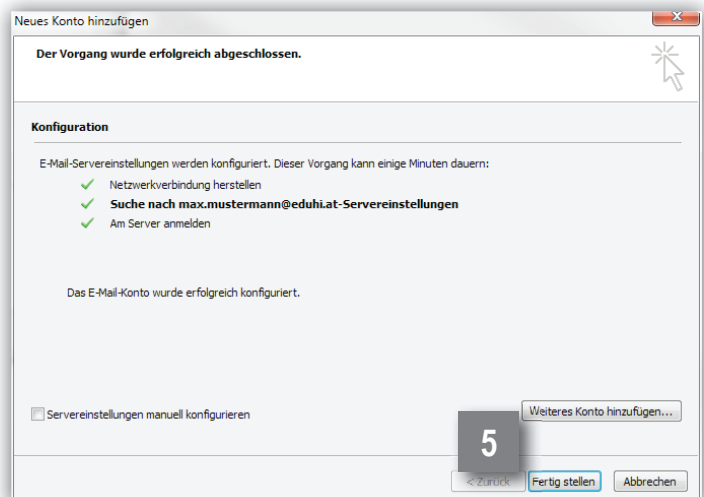 Neues Konto hinzufügen
Der Vorgang wurde erfolgreich abgeschlossen.
Konfiguration
E-Mail-Servereinstellungen werden konfiguriert. Dieser Vorgang kann einige Minuten dauern:
Netzwerkverbindung herstellen
Suche nach max.mustermann@eduhi.at-Servereinstellungen
Am Server anmelden
Das E-Mail-Konto wurde erfolgreich konfiguriert.
Servereinstellungen manuell konfigurieren
Weiteres Konto hinzufügen...
5
< Zurück
Fertig stellen
Abbrechen